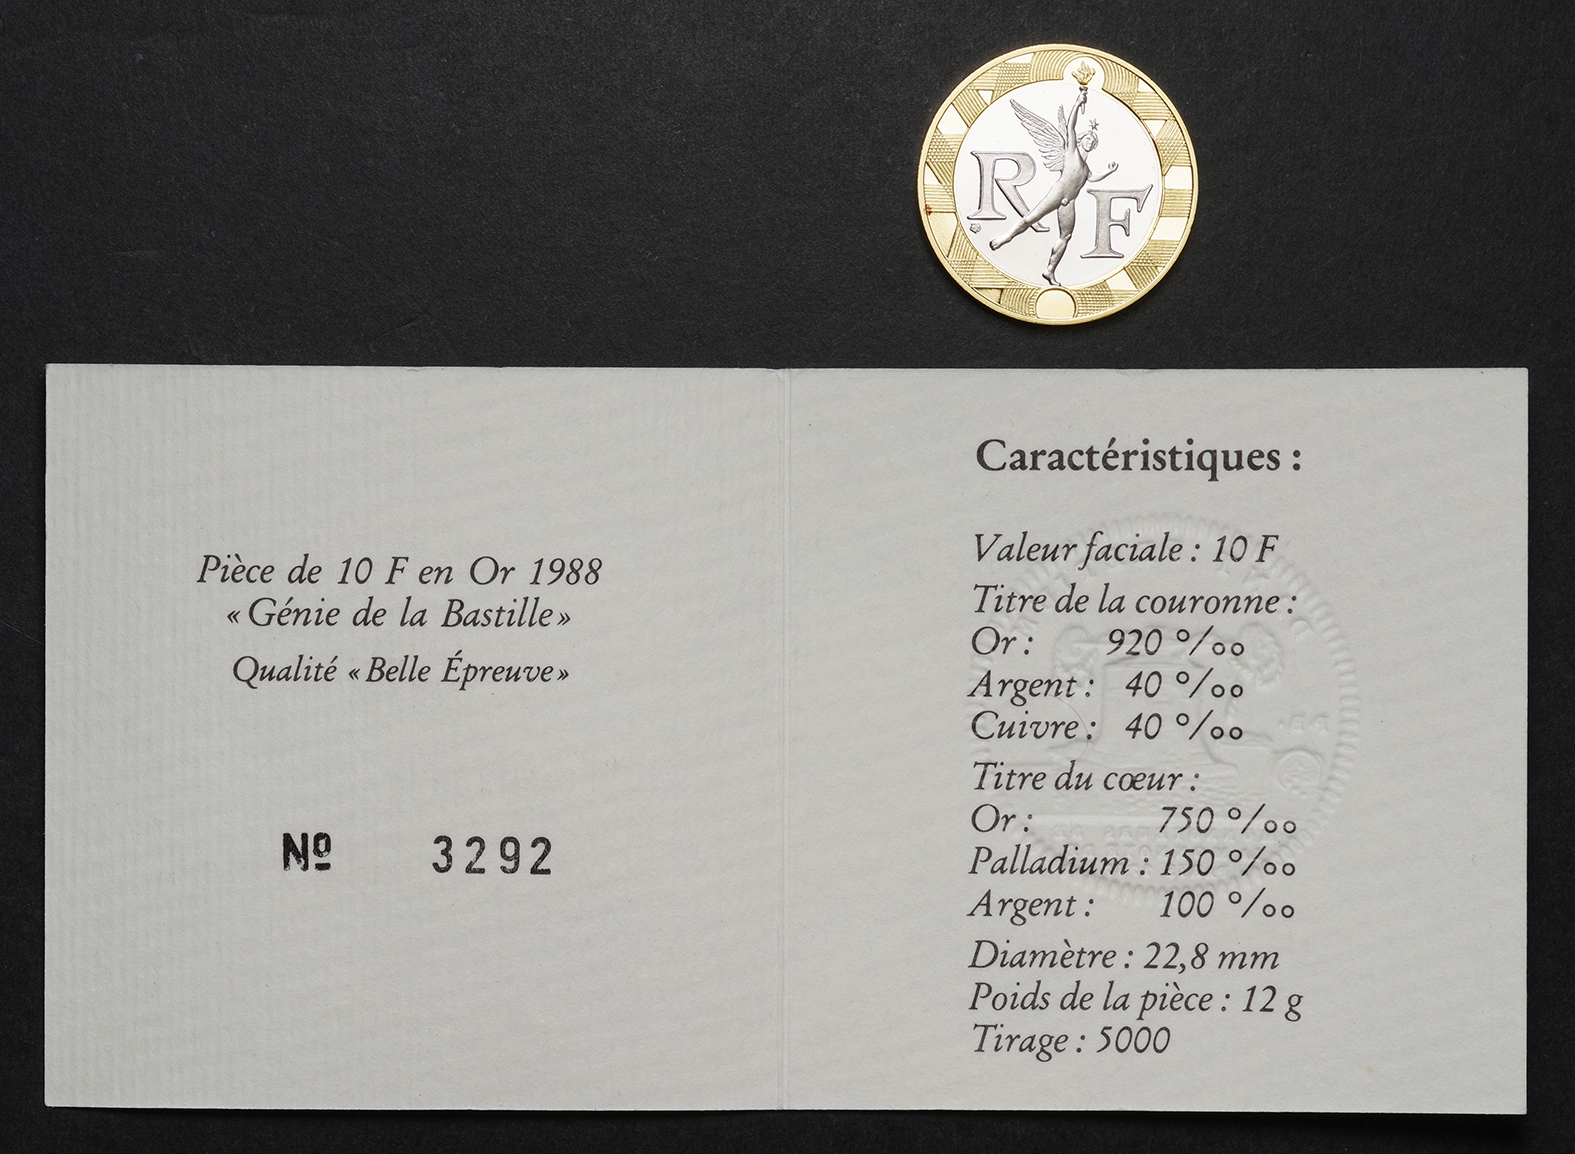 R F
Pièce de 10 F en Or 1988
« Génie de la Bastille »
Qualité « Belle Épreuve »
Nº 3292
Caractéristiques :
Valeur faciale : 10 F
Titre de la couronne :
Or : 920 °/oo
Argent : 40 °/oo
Cuivre : 40 °/oo
Titre du cœur :
Or : 750 °/oo
Palladium : 150 °/oo
Argent : 100 °/oo
Diamètre : 22,8 mm
Poids de la pièce : 12 g
Tirage : 5000